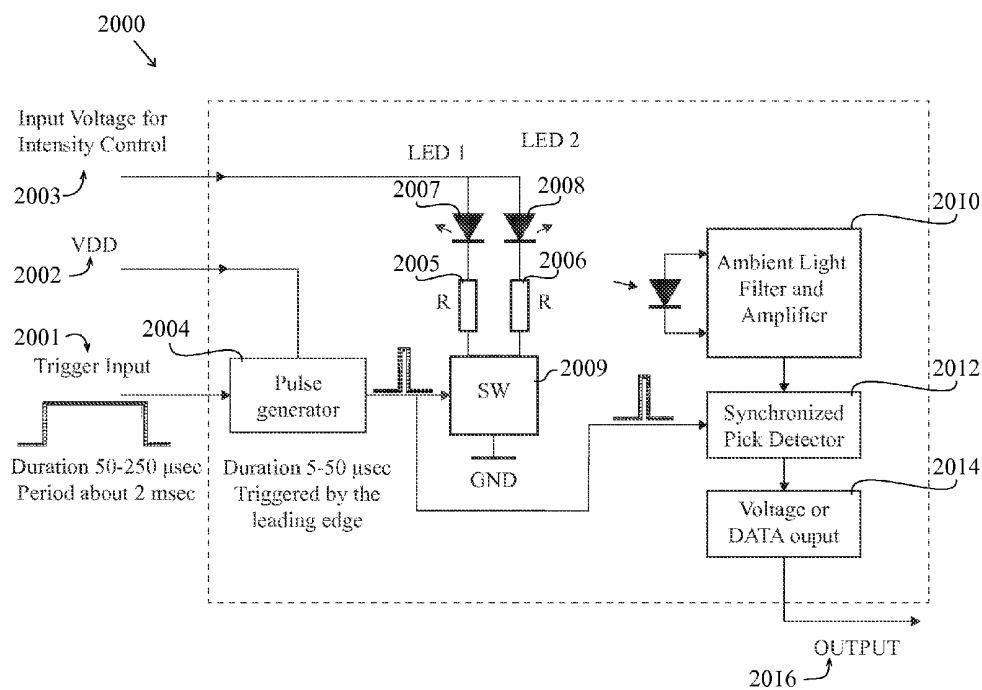 2000
Input Voltage for
Intensity Control
2003
VDD
2002
2001
Trigger Input
Duration 50-250 µsec
Period about 2 msec
2004
Pulse
generator
Duration 5-50 µsec
Triggered by the
leading edge
LED 1
LED 2
2007
2008
2005
2006
R
R
SW
2009
GND
2010
Ambient Light
Filter and
Amplifier
2012
Synchronized
Pick Detector
2014
Voltage or
DATA ouput
OUTPUT
2016